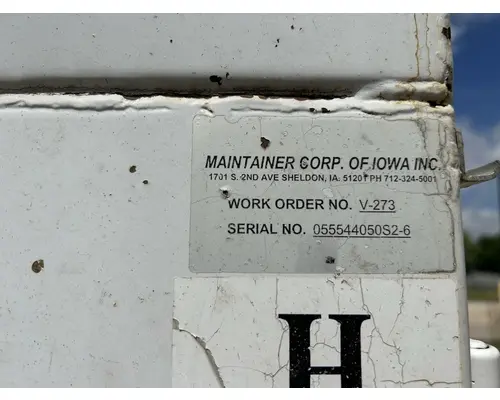 MAINTAINER CORP. OF IOWA INC.
1701 S. 2ND AVE SHELDON, IA. 51201 PH 712-324-5001
WORK ORDER NO. V-273
SERIAL NO. 055544050S2-6
H